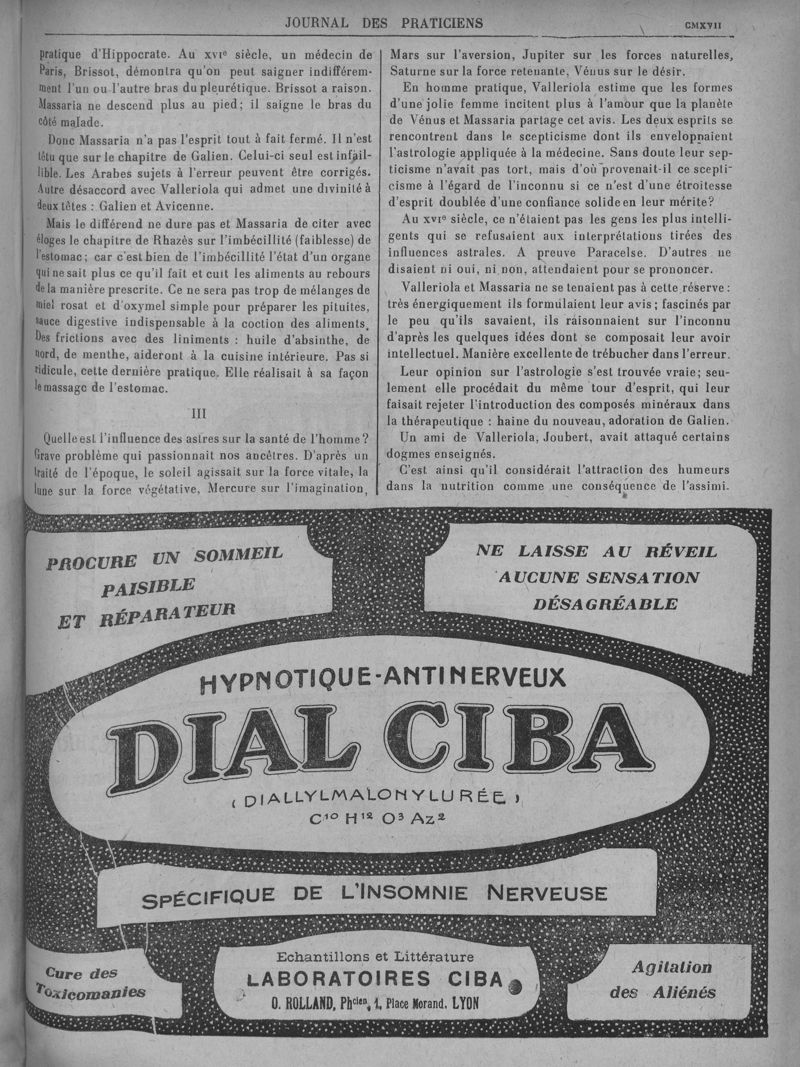 JOURNAL DES PRATICIENS
CMXVII
pratique d'Hippocrate. Au XVIe siècle, un médecin de
Paris, Brissot, démontra qu'on peut saigner indifférem-
ment l'un ou l'autre bras du pleurétique. Brissot a raison.
Massaria ne descend plus au pied; il saigne le bras du
côté malade.
Donc Massaria n'a pas l'esprit tout à fait fermé. Il n'est
têtu que sur le chapitre de Galien. Celui-ci seul est infail-
lible. Les Arabes sujets à l'erreur peuvent être corrigés.
Autre désaccord avec Valleriola qui admet une divinité à
deux têtes : Galien et Avicenne.
Mais le différend ne dure pas et Massaria de citer avec
éloges le chapitre de Rhazès sur l'imbécillité (faiblesse) de
l'estomac; car c'est bien de l'imbécillité l'état d'un organe
qui ne sait plus ce qu'il fait et cuit les aliments au rebours
de la manière prescrite. Ce ne sera pas trop de mélanges de
miel rosat et d'oxymel simple pour préparer les pituites,
sauce digestive indispensable à la coction des aliments.
Des frictions avec des liniments : huile d'absinthe, de
nord, de menthe, aideront à la cuisine intérieure. Pas si
ridicule, cette dernière pratique. Elle réalisait à sa façon
le massage de l'estomac.
III
Quelle est l'influence des astres sur la santé de l'homme?
Grave problème qui passionnait nos ancêtres. D'après un
traité de l'époque, le soleil agissait sur la force vitale, la
lune sur la force végétative, Mercure sur l'imagination,
Mars sur l'aversion, Jupiter sur les forces naturelles,
Saturne sur la force retenante, Vénus sur le désir.
En homme pratique, Valleriola estime que les formes
d'une jolie femme incitent plus à l'amour que la planète
de Vénus et Massaria partage cet avis. Les deux esprits se
rencontrent dans le scepticisme dont ils enveloppaient
l'astrologie appliquée à la médecine. Sans doute leur sep-
ticisme n'avait pas tort, mais d'où provenait-il ce scepti-
cisme à l'égard de l'inconnu si ce n'est d'une étroitesse
d'esprit doublée d'une confiance solide en leur mérite?
Au XVIe siècle, ce n'étaient pas les gens les plus intelli-
gents qui se refusaient aux interprétations tirées des
influences astrales. A preuve Paracelse. D'autres ne
disaient ni oui, ni non, attendaient pour se prononcer.
Valleriola et Massaria ne se tenaient pas à cette réserve :
très énergiquement ils formulaient leur avis; fascinés par
le peu qu'ils savaient, ils raisonnaient sur l'inconnu
d'après les quelques idées dont se composait leur avoir
intellectuel. Manière excellente de trébucher dans l'erreur.
Leur opinion sur l'astrologie s'est trouvée vraie; seu-
lement elle procédait du même tour d'esprit, qui leur
faisait rejeter l'introduction des composés minéraux dans
la thérapeutique : haine du nouveau, adoration de Galien.
Un ami de Valleriola, Joubert, avait attaqué certains
dogmes enseignés.
C'est ainsi qu'il considérait l'attraction des humeurs
dans la nutrition comme une conséquence de l'assimi.
PROCURE UN SOMMEIL
PAISIBLE
ET RÉPARATEUR
NE LAISSE AU RÉVEIL
AUCUNE SENSATION
DÉSAGRÉABLE
HYPNOTIQUE-ANTINERVEUX
DIAL CIBA
(DIALLYLMALONYLURÉE)
C¹⁰ H¹² O³ Az²
SPÉCIFIQUE DE L'INSOMNIE NERVEUSE
Cure des
Toxicomanies
Echantillons et Littérature
LABORATOIRES CIBA
O. ROLLAND, Phcien, 1, Place Morand, LYON
Agitation
des Aliénés